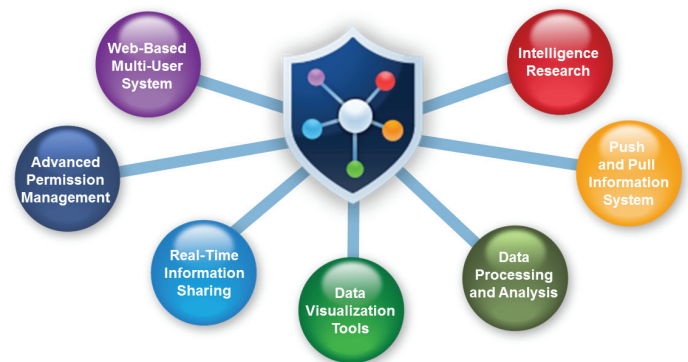 Web-Based
Multi-User
System
Intelligence
Research
Advanced
Permission
Management
Push
and Pull
Information
System
Real-Time
Information
Sharing
Data
Processing
and Analysis
Data
Visualization
Tools